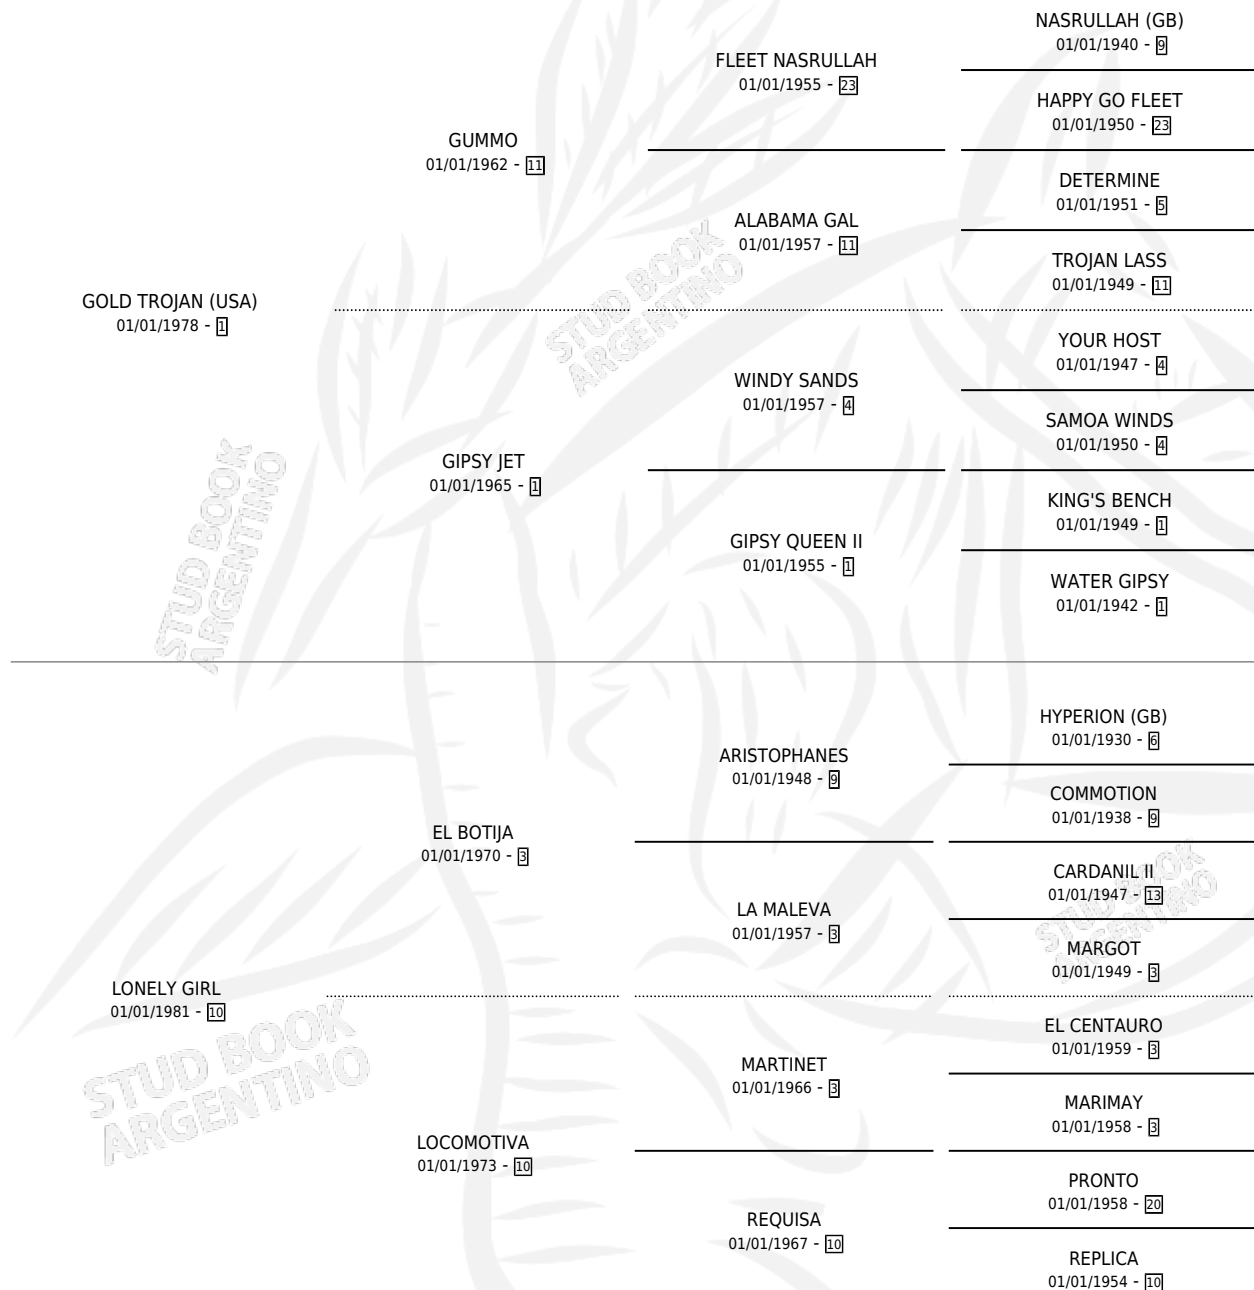 GOLD TROJAN (USA)
01/01/1978 - 1
GUMMO
01/01/1962 - 11
FLEET NASRULLAH
01/01/1955 - 23
NASRULLAH (GB)
01/01/1940 - 9
HAPPY GO FLEET
01/01/1950 - 23
ALABAMA GAL
01/01/1957 - 11
DETERMINE
01/01/1951 - 5
TROJAN LASS
01/01/1949 - 11
GIPSY JET
01/01/1965 - 1
WINDY SANDS
01/01/1957 - 4
YOUR HOST
01/01/1947 - 4
SAMOA WINDS
01/01/1950 - 4
GIPSY QUEEN II
01/01/1955 - 1
KING'S BENCH
01/01/1949 - 1
WATER GIPSY
01/01/1942 - 1
LONELY GIRL
01/01/1981 - 10
EL BOTIJA
01/01/1970 - 3
ARISTOPHANES
01/01/1948 - 9
HYPERION (GB)
01/01/1930 - 6
COMMOTION
01/01/1938 - 9
LA MALEVA
01/01/1957 - 3
CARDANIL II
01/01/1947 - 13
MARGOT
01/01/1949 - 3
LOCOMOTIVA
01/01/1973 - 10
MARTINET
01/01/1966 - 3
EL CENTAURO
01/01/1959 - 3
MARIMAY
01/01/1958 - 3
REQUISA
01/01/1967 - 10
PRONTO
01/01/1958 - 20
REPLICA
01/01/1954 - 10
STUD BOOK
ARGENTINO
STUD BOOK
ARGENTINO
STUD BOOK
ARGENTINO
STUD BOOK
ARGENTINO